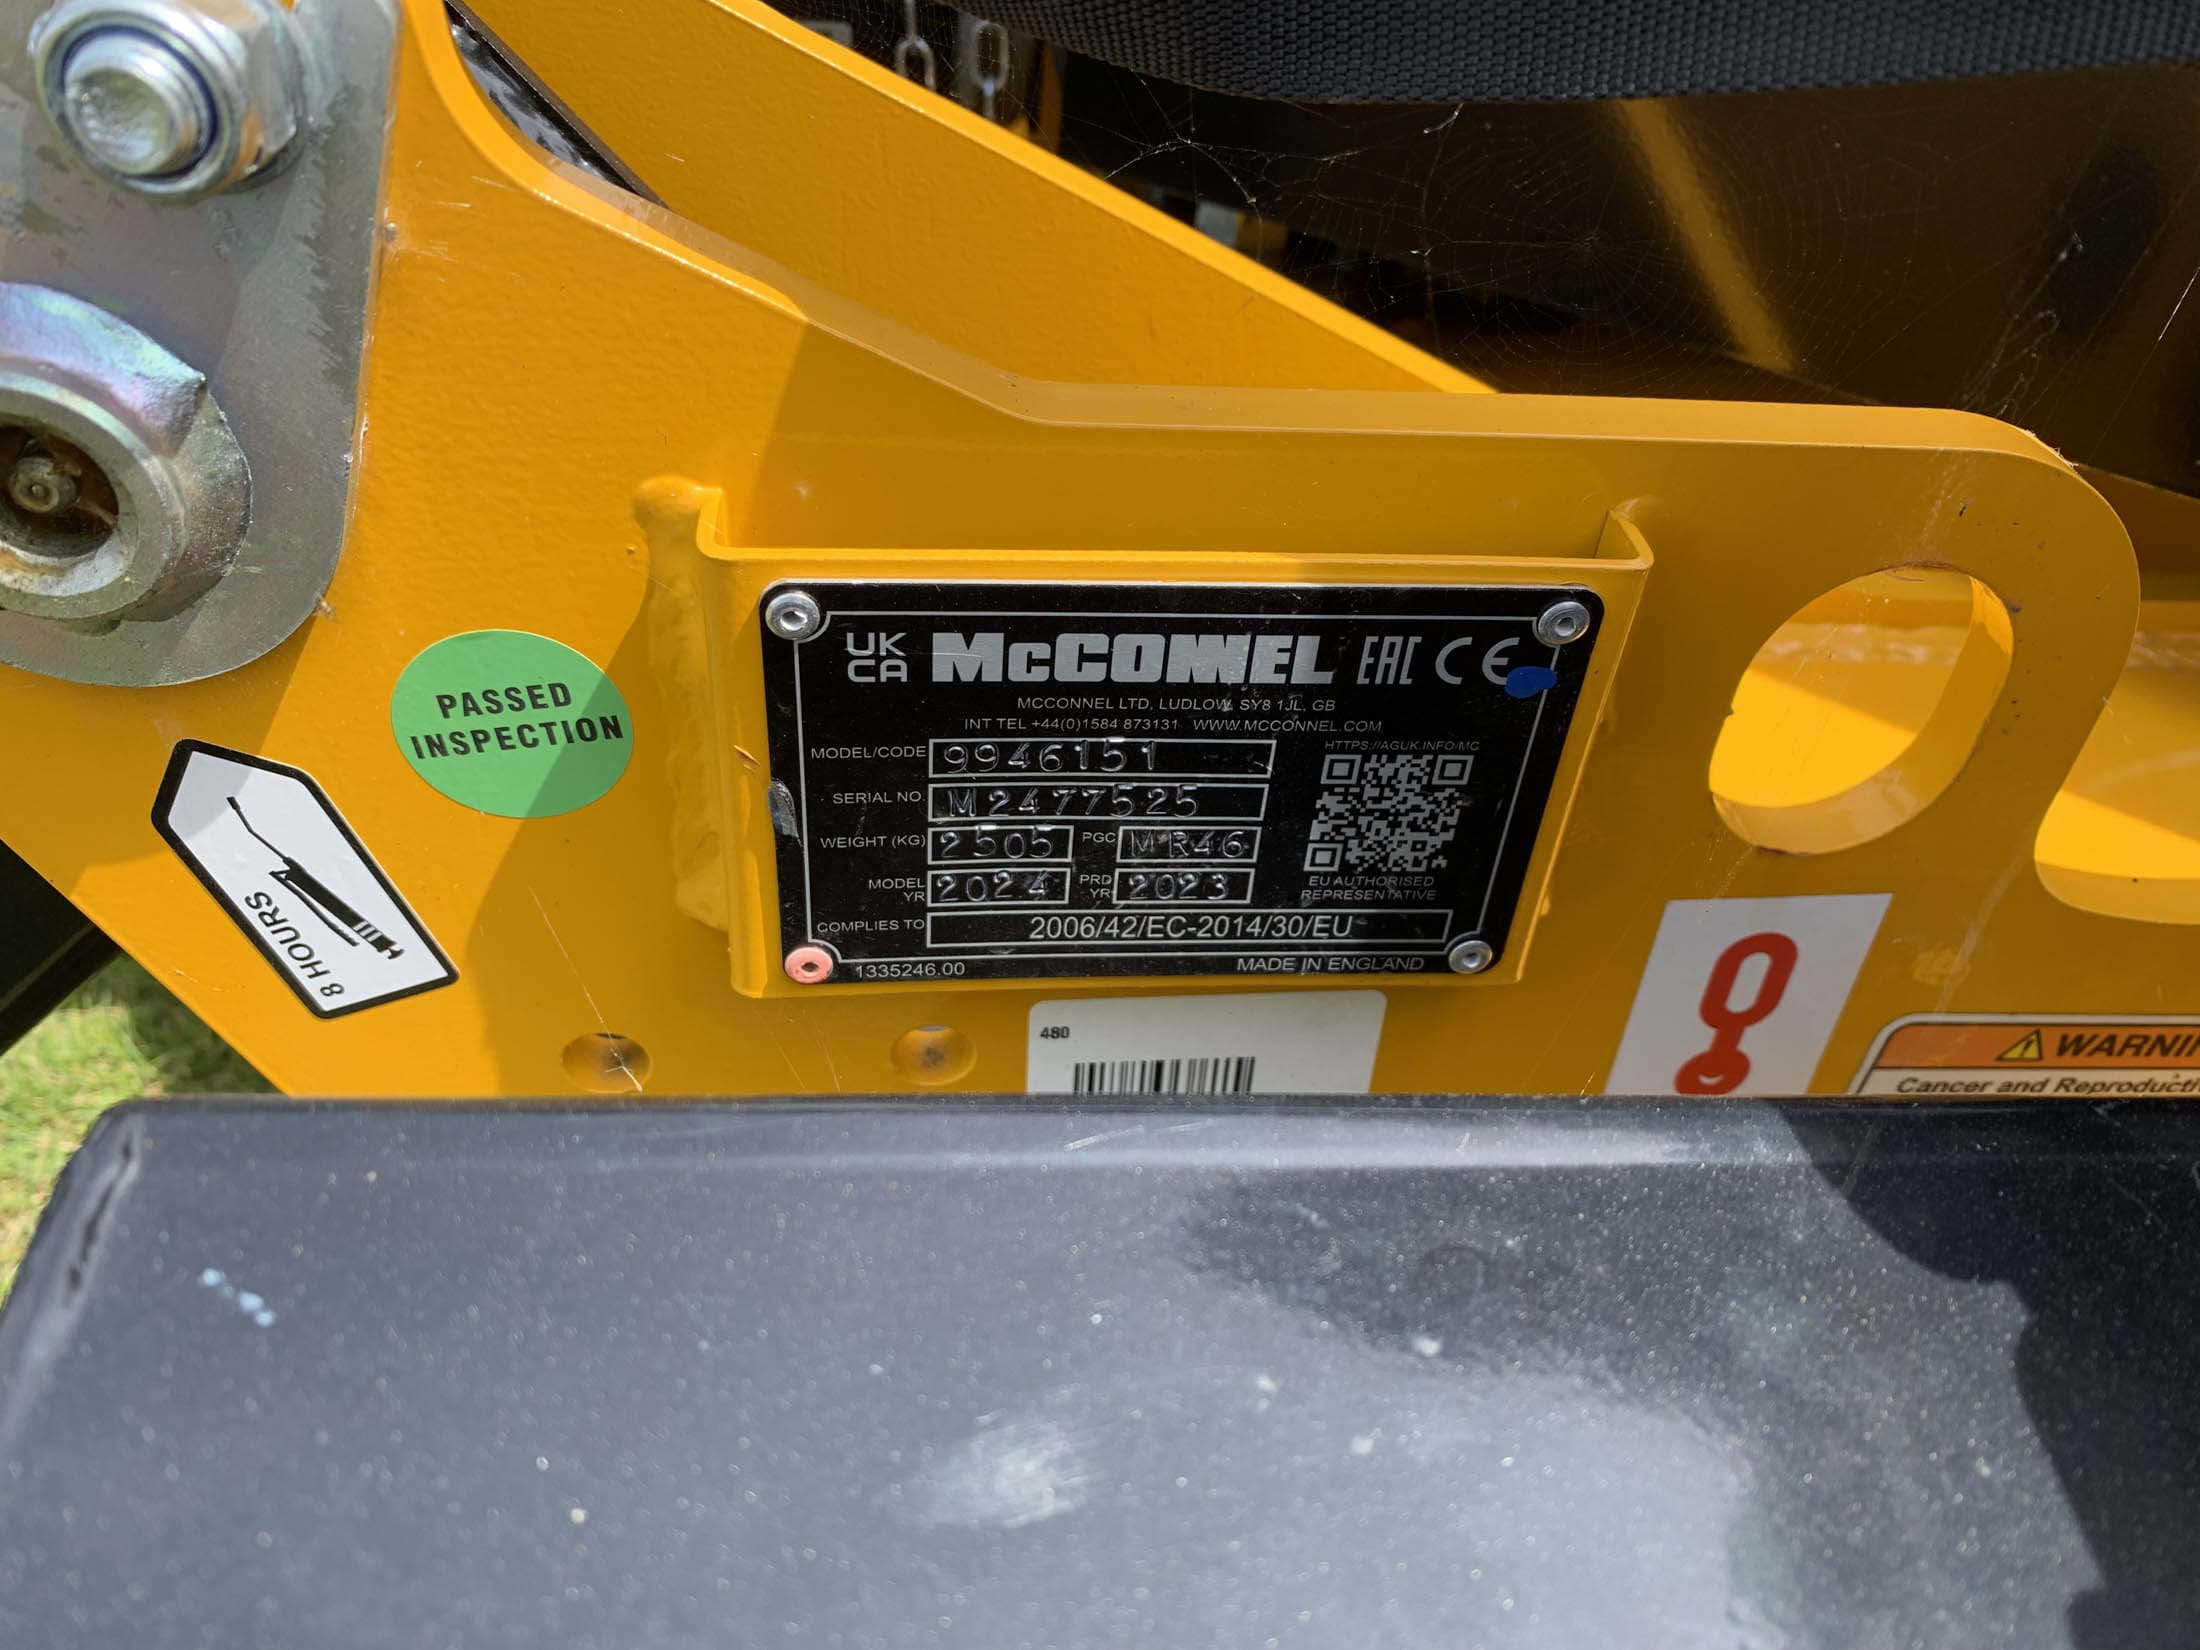 PASSED
INSPECTION
8 HOURS
UK
CA
McCONNEL
EAC CE
MCCONNEL LTD, LUDLOW, SY8 1JL, GB
INT TEL +44(0)1584 873131 WWW.MCCONNEL.COM
MODEL/CODE 9946151
HTTPS://AGUK.INFO/MC
SERIAL NO. M2477525
WEIGHT (KG) 2505 PGC MR46
MODEL YR 2024 PRD YR 2023
EU AUTHORISED
REPRESENTATIVE
COMPLIES TO 2006/42/EC-2014/30/EU
1335246.00 MADE IN ENGLAND
480
WARNIN
Cancer and Reproducti